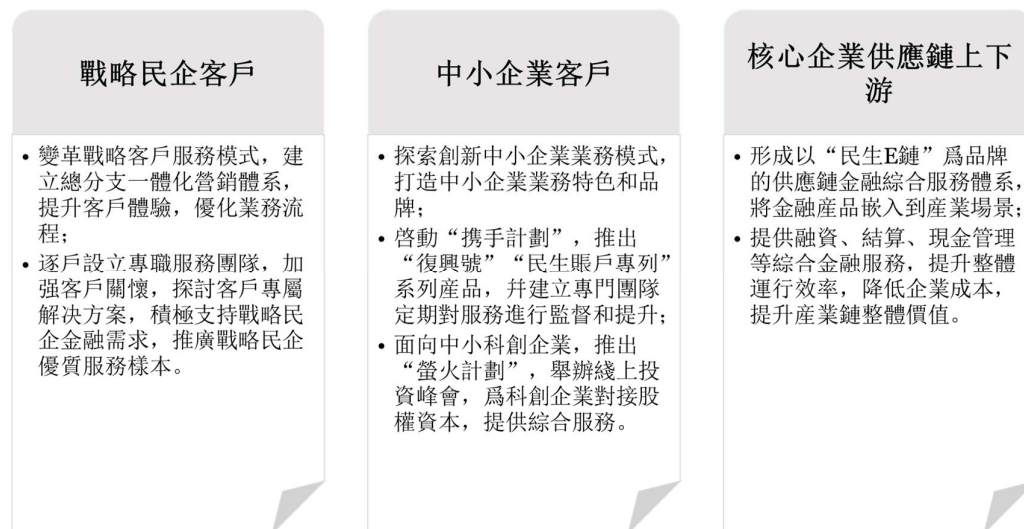 戰略民企客戶
• 變革戰略客戶服務模式，建
立總分支一體化營銷體系，
提升客戶體驗，優化業務流
程；
• 逐戶設立專職服務團隊，加
强客戶關懷，探討客戶專屬
解决方案，積極支持戰略民
企金融需求，推廣戰略民企
優質服務樣本。
中小企業客戶
• 探索創新中小企業業務模式，
打造中小企業業務特色和品
牌；
• 啓動“携手計劃”，推出
“復興號”“民生賬戶專列”
系列産品，幷建立專門團隊
定期對服務進行監督和提升；
• 面向中小科創企業，推出
“螢火計劃”，舉辦綫上投
資峰會，爲科創企業對接股
權資本，提供綜合服務。
核心企業供應鏈上下
游
• 形成以“民生E鏈”爲品牌
的供應鏈金融綜合服務體系，
將金融産品嵌入到産業場景；
• 提供融資、結算、現金管理
等綜合金融服務，提升整體
運行效率，降低企業成本，
提升産業鏈整體價值。